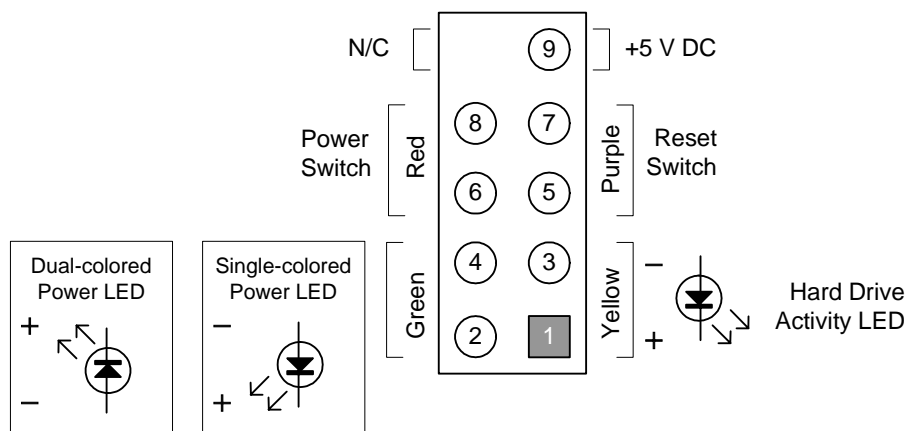 N/C
9
+5 V DC
Power
Switch
Red
8
7
6
5
Purple
Reset
Switch
Dual-colored
Power LED
+
−
Single-colored
Power LED
−
+
Green
4
3
2
1
Yellow
−
+
Hard Drive
Activity LED